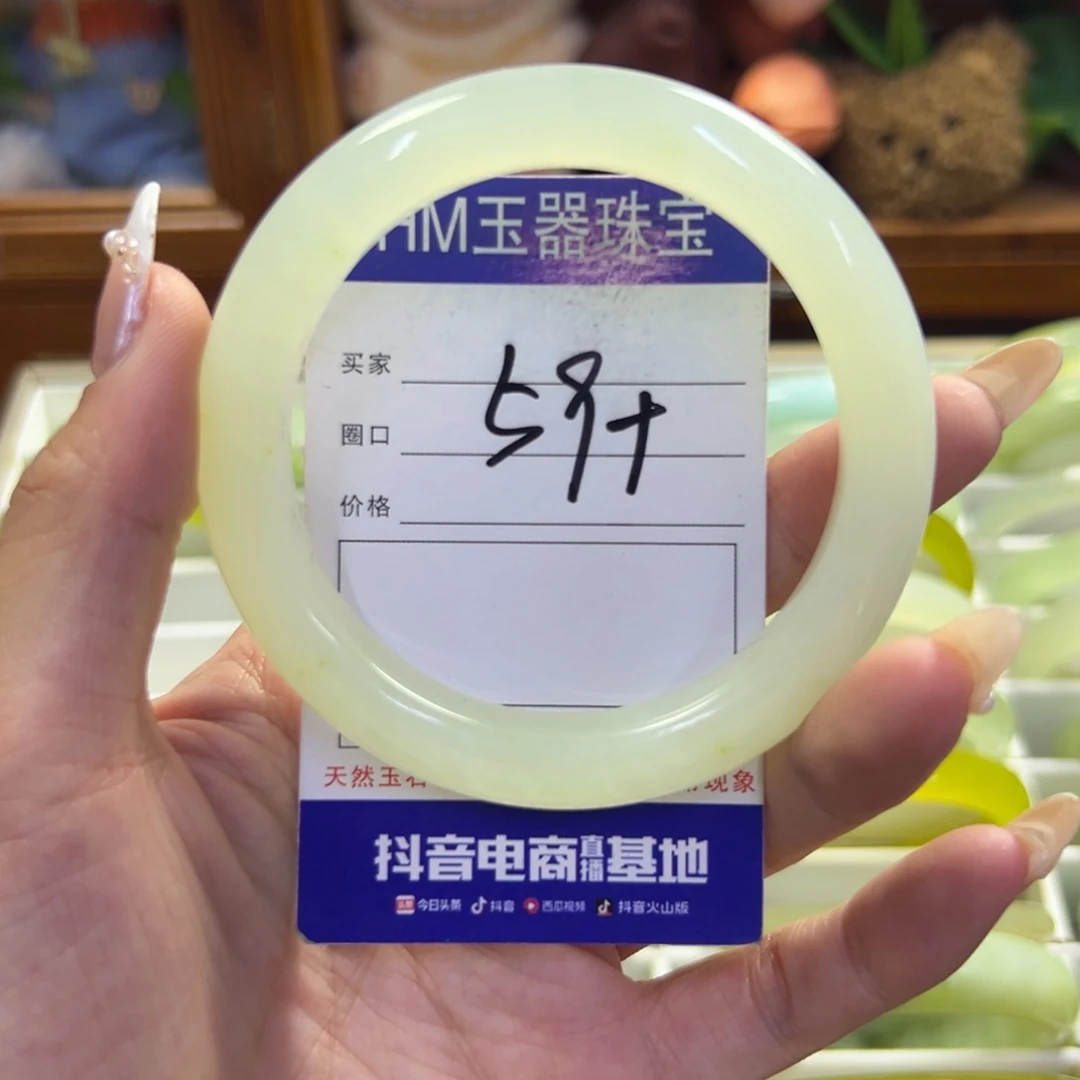 HM玉器珠宝
买家
59+
圈口
价格
天然玉石
现象
抖音电商直播基地
今日头条 抖音 西瓜视频 抖音火山版